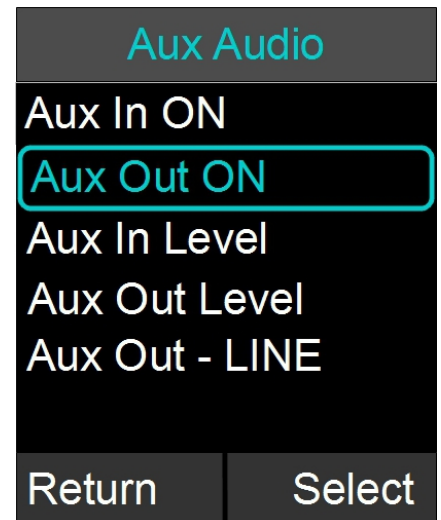 Aux Audio
Aux In ON
Aux Out ON
Aux In Level
Aux Out Level
Aux Out - LINE
Return Select